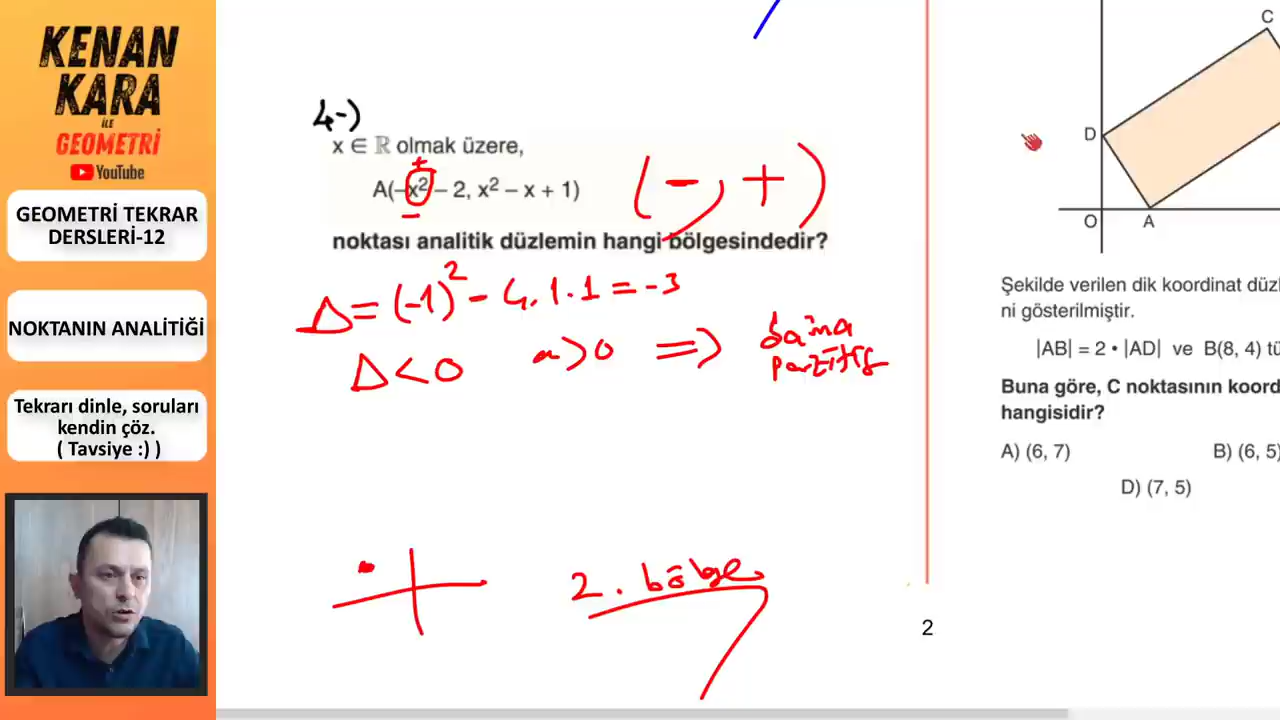 KENAN
KARA
İLE
GEOMETRİ
YouTube
GEOMETRİ TEKRAR
DERSLERİ-12
NOKTANIN ANALİTİĞİ
Tekrarı dinle, soruları
kendin çöz.
( Tavsiye :) )
4-)
x ∈ ℝ olmak üzere,
+
A(–x² – 2, x² – x + 1)
–
(–, +)
noktası analitik düzlemin hangi bölgesindedir?
Δ = (-1)² - 4.1.1 = -3
Δ < 0 a > 0 ⇒ daima
pozitif
2. bölge
2
C
D
O
A
Şekilde verilen dik koordinat düz
ni gösterilmiştir.
|AB| = 2 • |AD| ve B(8, 4) tü
Buna göre, C noktasının koord
hangisidir?
A) (6, 7)
B) (6, 5)
D) (7, 5)